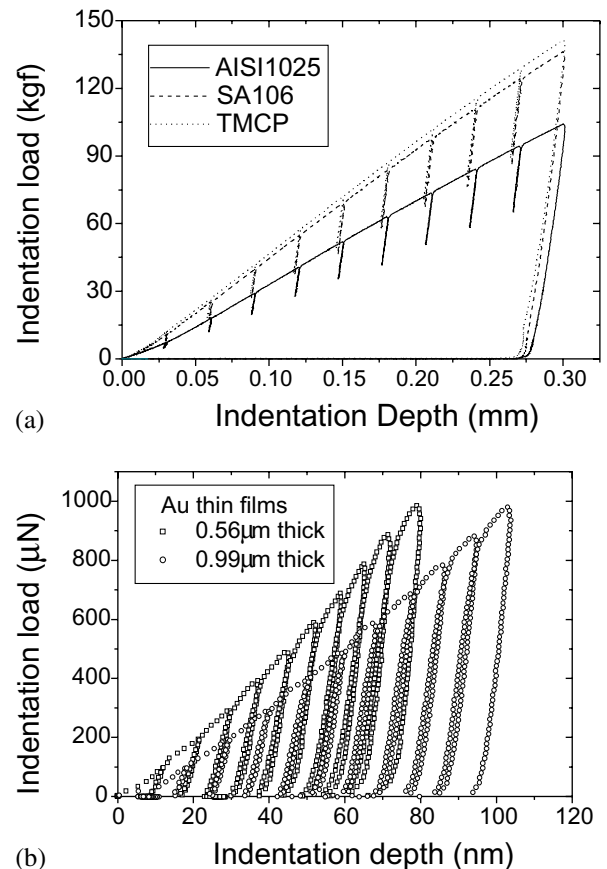 150
120
90
60
30
0
Indentation load (kgf)
AISI1025
SA106
TMCP
0.00 0.05 0.10 0.15 0.20 0.25 0.30
Indentation Depth (mm)
(a)
1000
800
600
400
200
0
Indentation load (μN)
Au thin films
0.56μm thick
0.99μm thick
0 20 40 60 80 100 120
Indentation depth (nm)
(b)